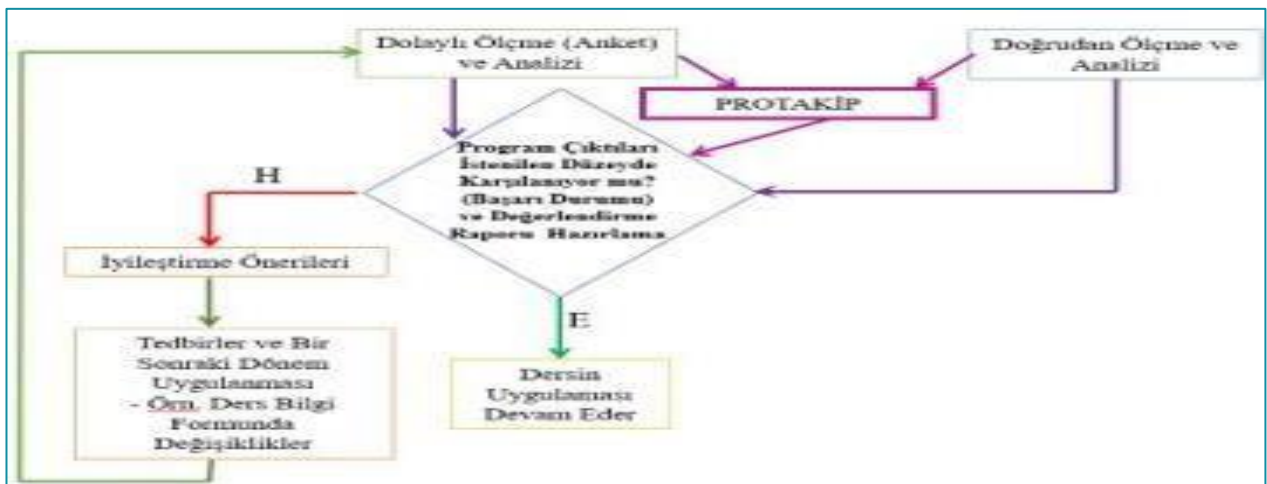 Dolaylı Ölçme (Anket)
ve Analizi
Doğrudan Ölçme ve
Analizi
PROTAKİP
Program Çıktıları
İstenilen Düzeyde
Karşılanıyor mu?
(Başarı Durumu)
ve Değerlendirme
Raporu Hazırlama
H
İyileştirme Önerileri
E
Tedbirler ve Bir
Sonraki Dönem
Uygulanması
- Örn. Ders Bilgi
Formunda
Değişiklikler
Dersin
Uygulaması
Devam Eder